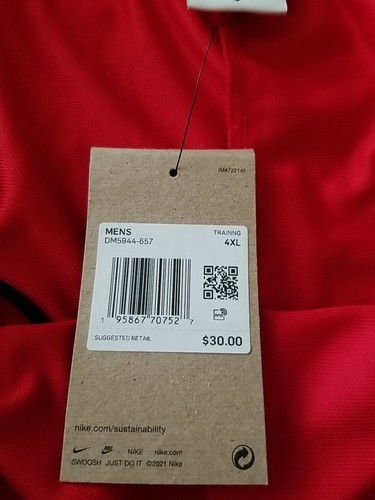 MENS
TRAINNG
DM5944-657
4XL
1 95867 70752 7
SUGGESTED RETAIL
$30.00
nike.com/sustainability
NIKE nike.com
SWOOSH JUST DO IT ©2021 Nike